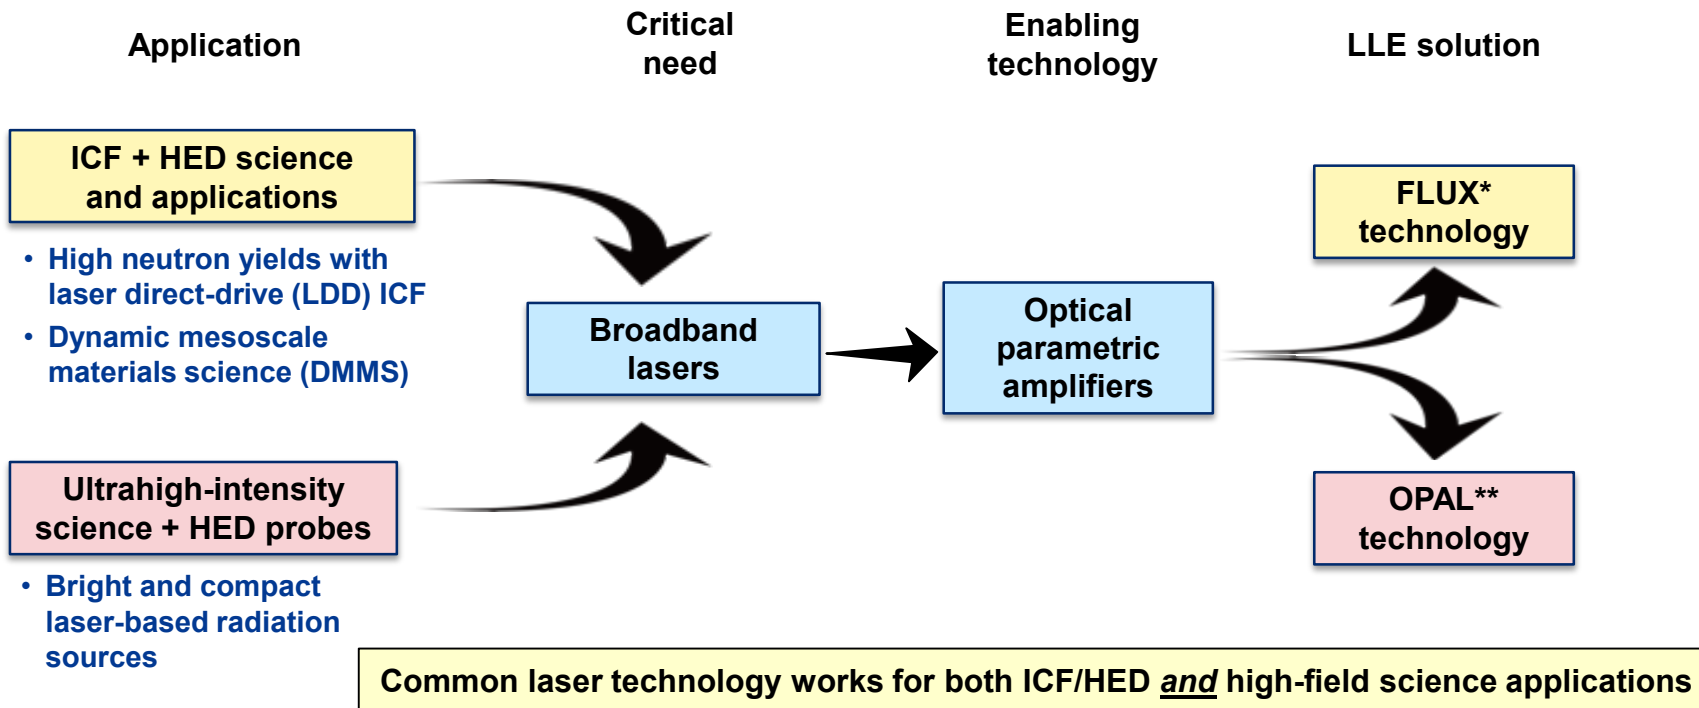 Application
Critical
need
Enabling
technology
LLE solution
ICF + HED science
and applications
• High neutron yields with
laser direct-drive (LDD) ICF
• Dynamic mesoscale
materials science (DMMS)
Ultrahigh-intensity
science + HED probes
• Bright and compact
laser-based radiation
sources
Broadband
lasers
Optical
parametric
amplifiers
FLUX*
technology
OPAL**
technology
Common laser technology works for both ICF/HED and high-field science applications